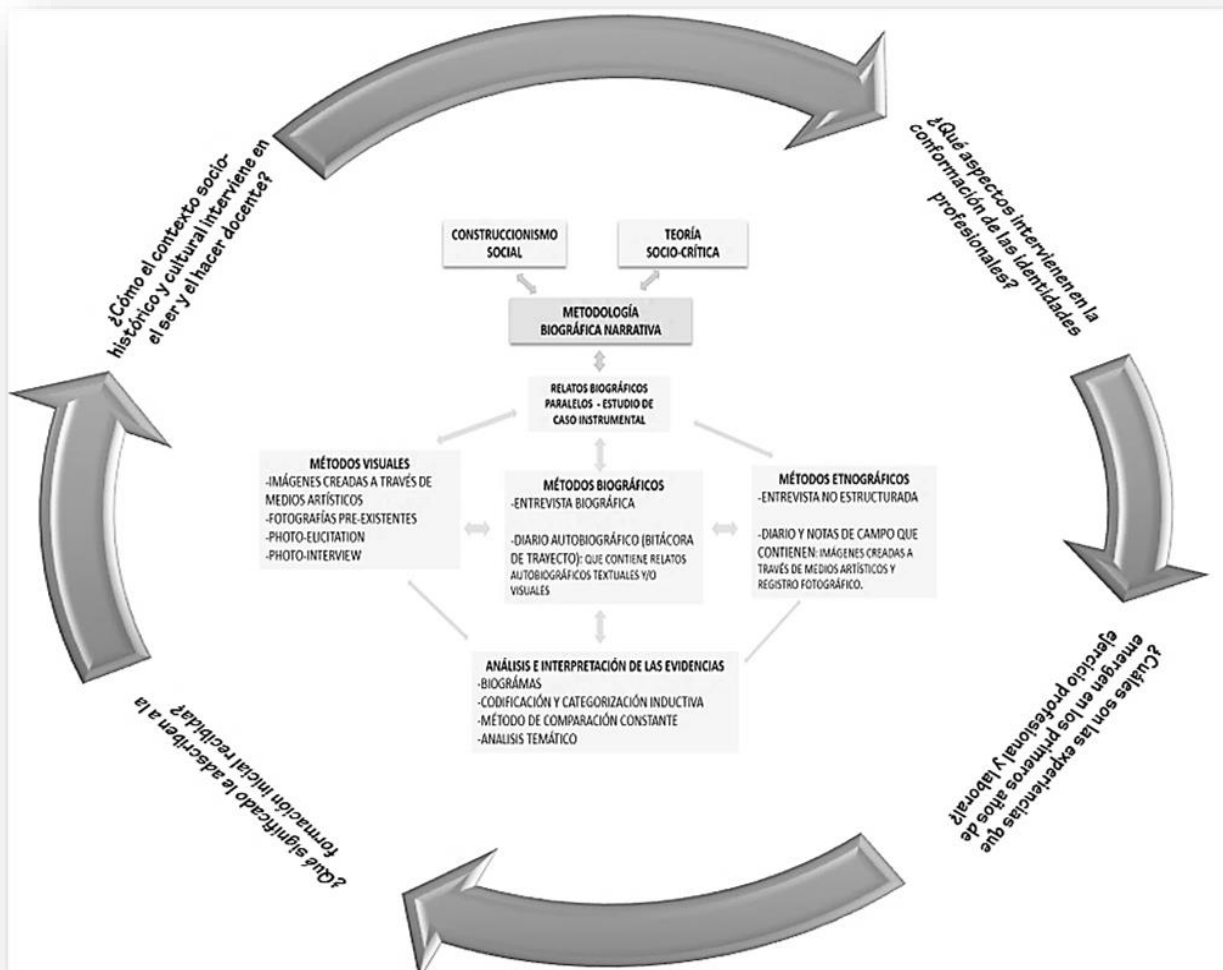 ¿Cómo el contexto socio-
histórico y cultural interviene en
el ser y el hacer docente?
¿Qué aspectos intervienen en la
conformación de las identidades
profesionales?
CONSTRUCCIONISMO
SOCIAL
TEORÍA
SOCIO-CRÍTICA
METODOLOGÍA
BIOGRÁFICA NARRATIVA
RELATOS BIOGRÁFICOS
PARALELOS - ESTUDIO DE
CASO INSTRUMENTAL
MÉTODOS VISUALES
-IMÁGENES CREADAS A TRAVÉS DE
MEDIOS ARTÍSTICOS
-FOTOGRAFÍAS PRE-EXISTENTES
-PHOTO-ELICITATION
-PHOTO-INTERVIEW
MÉTODOS BIOGRÁFICOS
-ENTREVISTA BIOGRÁFICA
-DIARIO AUTOBIOGRÁFICO (BITÁCORA
DE TRAYECTO): QUE CONTIENE RELATOS
AUTOBIOGRÁFICOS TEXTUALES Y/O
VISUALES
MÉTODOS ETNOGRÁFICOS
-ENTREVISTA NO ESTRUCTURADA
-DIARIO Y NOTAS DE CAMPO QUE
CONTIENEN: IMÁGENES CREADAS A
TRAVÉS DE MEDIOS ARTÍSTICOS Y
REGISTRO FOTOGRÁFICO.
ANÁLISIS E INTERPRETACIÓN DE LAS EVIDENCIAS
-BIOGRÁMAS
-CODIFICACIÓN Y CATEGORIZACIÓN INDUCTIVA
-MÉTODO DE COMPARACIÓN CONSTANTE
-ANALISIS TEMÁTICO
¿Cuáles son las experiencias que
emergen en los primeros años de
ejercicio profesional y laboral?
¿Qué significado le adscriben a la
formación inicial recibida?